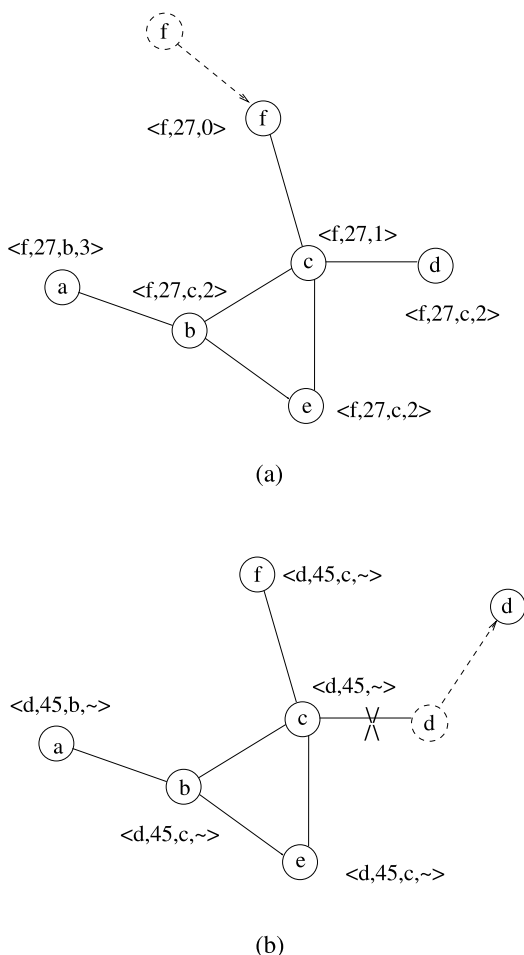 f
f
<f,27,0>
<f,27,b,3>
<f,27,1>
<f,27,c,2>
c
d
a
<f,27,c,2>
b
e
<f,27,c,2>
(a)
f
<d,45,c,~>
d
<d,45,b,~>
<d,45,~>
c
d
a
b
<d,45,c,~>
e
<d,45,c,~>
(b)